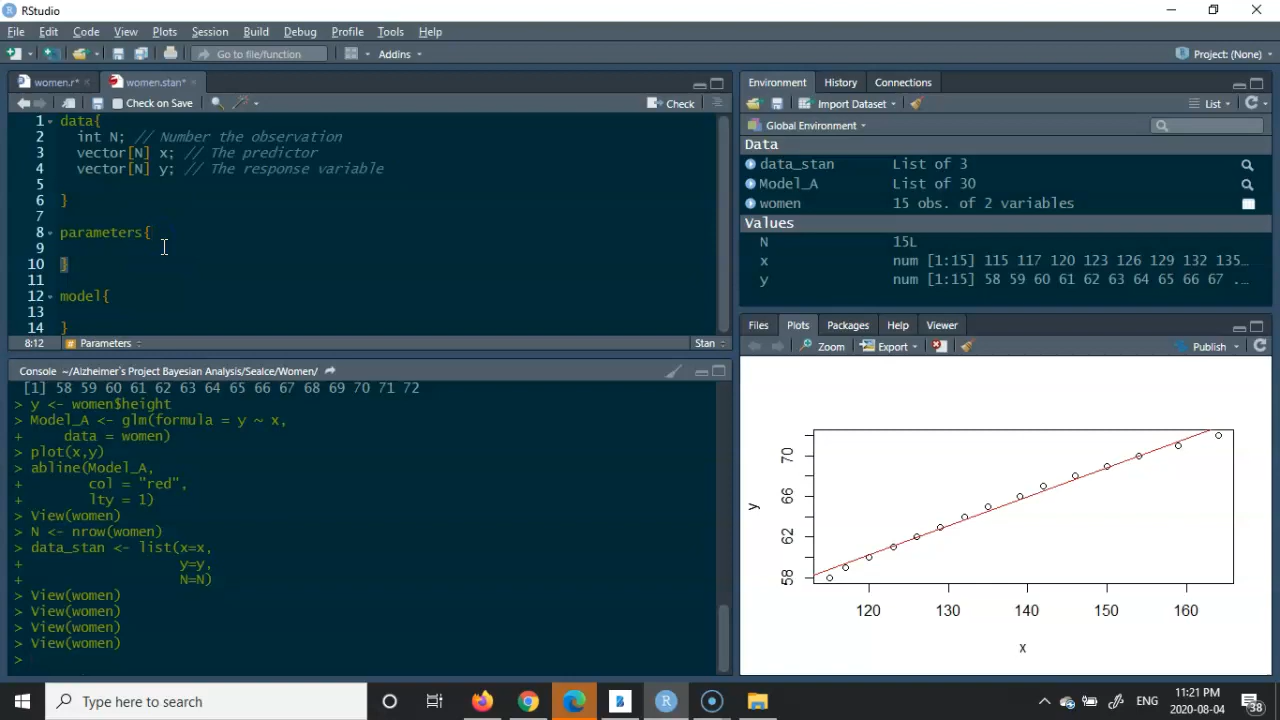 RStudio
File Edit Code View Plots Session Build Debug Profile Tools Help
Go to file/function Addins Project: (None)
women.r* women.stan*
Check on Save Check
1 data{
2 int N; // Number the observation
3 vector[N] x; // The predictor
4 vector[N] y; // The response variable
5
6 }
7
8 parameters{
9
10 }
11
12 model{
13
14 }
8:12 # Parameters Stan
Console ~/Alzheimer's Project Bayesian Analysis/Sealce/Women/
[1] 58 59 60 61 62 63 64 65 66 67 68 69 70 71 72
> y <- women$height
> Model_A <- glm(formula = y ~ x,
+ data = women)
> plot(x,y)
> abline(Model_A,
+ col = "red",
+ lty = 1)
> View(women)
> N <- nrow(women)
> data_stan <- list(x=x,
+ y=y,
+ N=N)
> View(women)
> View(women)
> View(women)
> View(women)
>
Environment History Connections
Import Dataset List
Global Environment
Data
data_stan List of 3
Model_A List of 30
women 15 obs. of 2 variables
Values
N 15L
x num [1:15] 115 117 120 123 126 129 132 135…
y num [1:15] 58 59 60 61 62 63 64 65 66 67 ...
Files Plots Packages Help Viewer
Zoom Export Publish
70
66
62
58
y
120 130 140 150 160
x
Type here to search
B
R
ENG
11:21 PM
2020-08-04
38